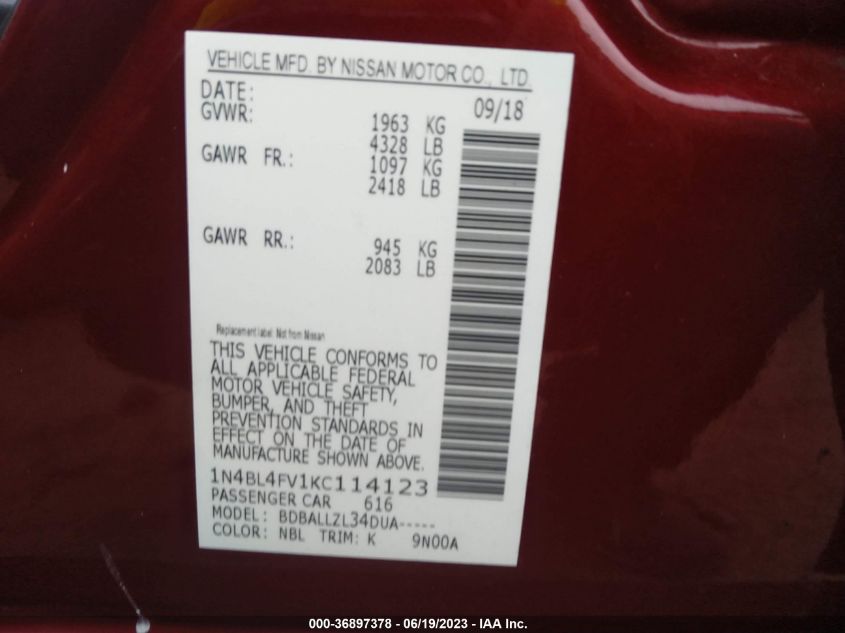 VEHICLE MFD. BY NISSAN MOTOR CO., LTD
DATE: 09/18
GVWR: 1963 KG
4328 LB
GAWR FR.: 1097 KG
2418 LB
GAWR RR.: 945 KG
2083 LB
Replacement label. Not from Nissan
THIS VEHICLE CONFORMS TO
ALL APPLICABLE FEDERAL
MOTOR VEHICLE SAFETY,
BUMPER, AND THEFT
PREVENTION STANDARDS IN
EFFECT ON THE DATE OF
MANUFACTURE SHOWN ABOVE.
1N4BL4FV1KC114123
PASSENGER CAR 616
MODEL: BDBALLZL34DUA-----
COLOR: NBL TRIM: K 9N00A
000-36897378 - 06/19/2023 - IAA Inc.